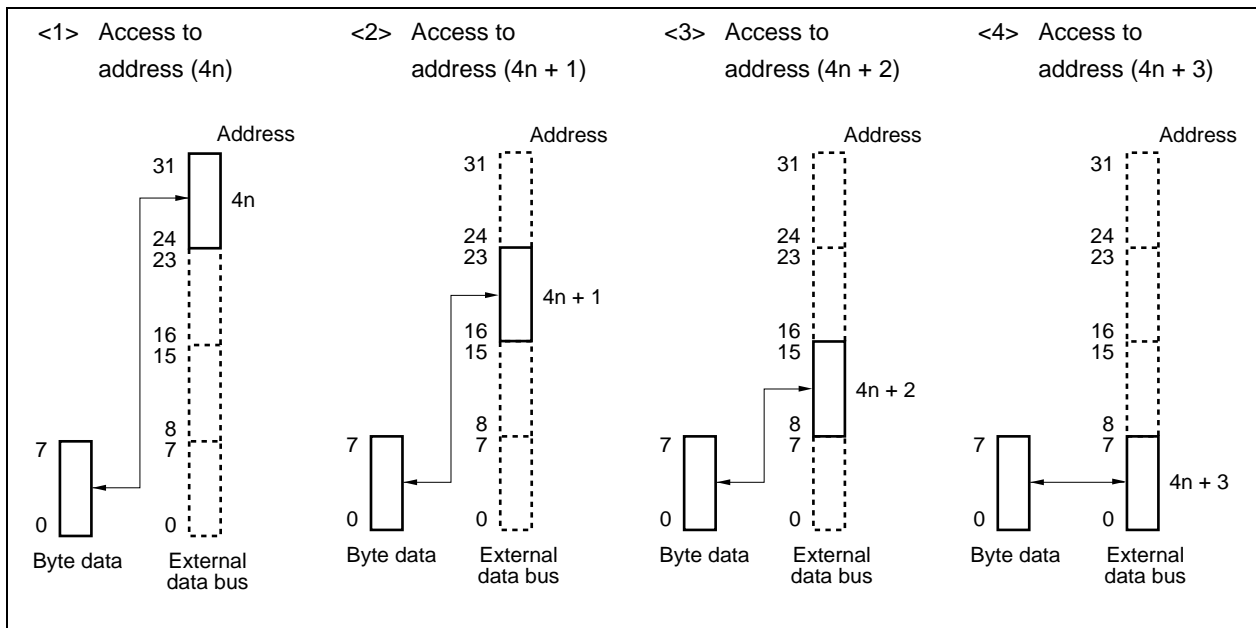 <1> Access to
address (4n)
Address
31
4n
24
23
16
15
8
7
7
0
0
Byte data
External
data bus
<2> Access to
address (4n + 1)
Address
31
24
23
4n + 1
16
15
8
7
7
0
0
Byte data
External
data bus
<3> Access to
address (4n + 2)
Address
31
24
23
16
15
4n + 2
8
7
7
0
0
Byte data
External
data bus
<4> Access to
address (4n + 3)
Address
31
24
23
16
15
8
7
7
4n + 3
0
0
Byte data
External
data bus